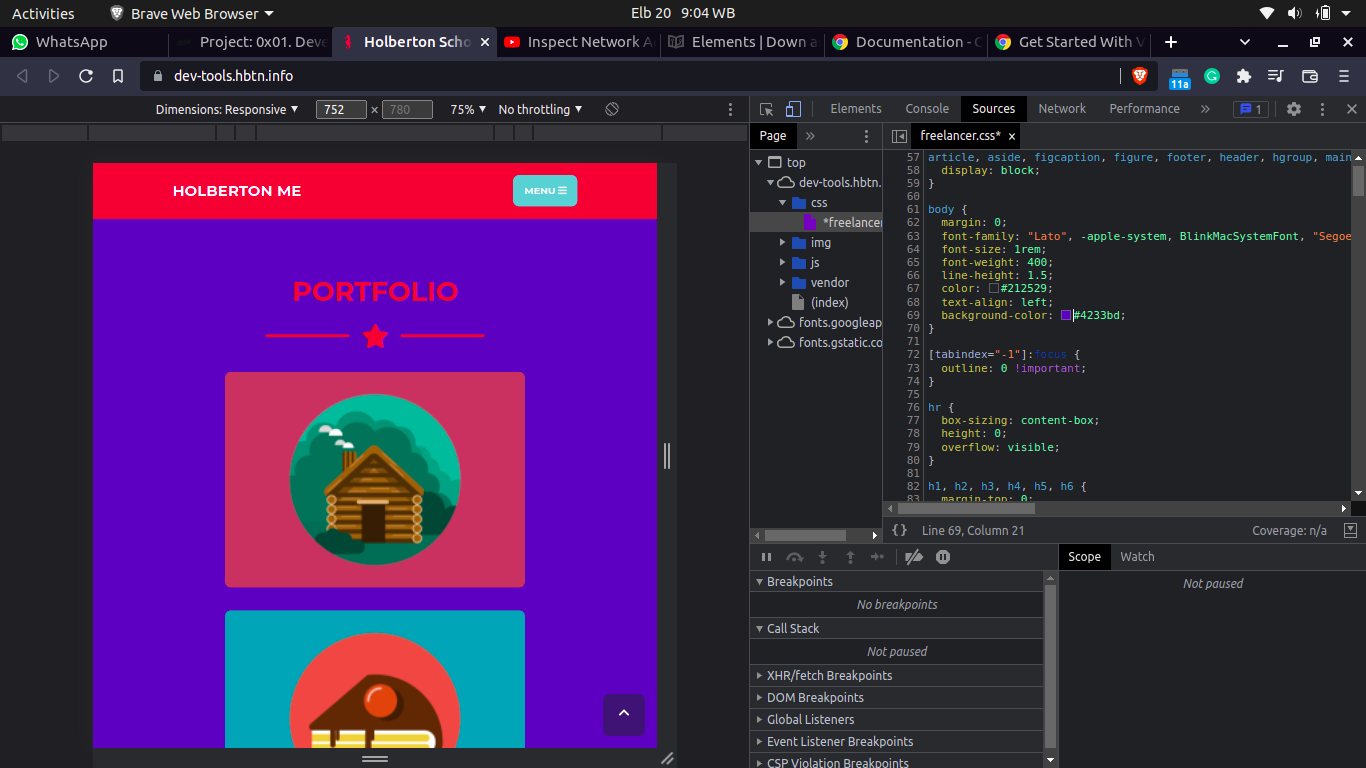 Activities Brave Web Browser Elb 20 9:04 WB
WhatsApp Project: 0x01. Deve Holberton Scho × Inspect Network A Elements | Down a Documentation - C Get Started With V
dev-tools.hbtn.info 11a
Dimensions: Responsive 752 × 780 75% No throttling
Elements Console Sources Network Performance » 1
Page » freelancer.css* ×
HOLBERTON ME
MENU
PORTFOLIO
top
dev-tools.hbtn.
css
*freelancer
img
js
vendor
(index)
fonts.googleap
fonts.gstatic.co
57 article, aside, figcaption, figure, footer, header, hgroup, main
58 display: block;
59 }
60
61 body {
62 margin: 0;
63 font-family: "Lato", -apple-system, BlinkMacSystemFont, "Segoe
64 font-size: 1rem;
65 font-weight: 400;
66 line-height: 1.5;
67 color: #212529;
68 text-align: left;
69 background-color: #4233bd;
70 }
71
72 [tabindex="-1"]:focus {
73 outline: 0 !important;
74 }
75
76 hr {
77 box-sizing: content-box;
78 height: 0;
79 overflow: visible;
80 }
81
82 h1, h2, h3, h4, h5, h6 {
83 margin-top: 0;
{ } Line 69, Column 21 Coverage: n/a
Scope Watch
Breakpoints
No breakpoints
Call Stack
Not paused
XHR/fetch Breakpoints
DOM Breakpoints
Global Listeners
Event Listener Breakpoints
CSP Violation Breakpoints
Not paused